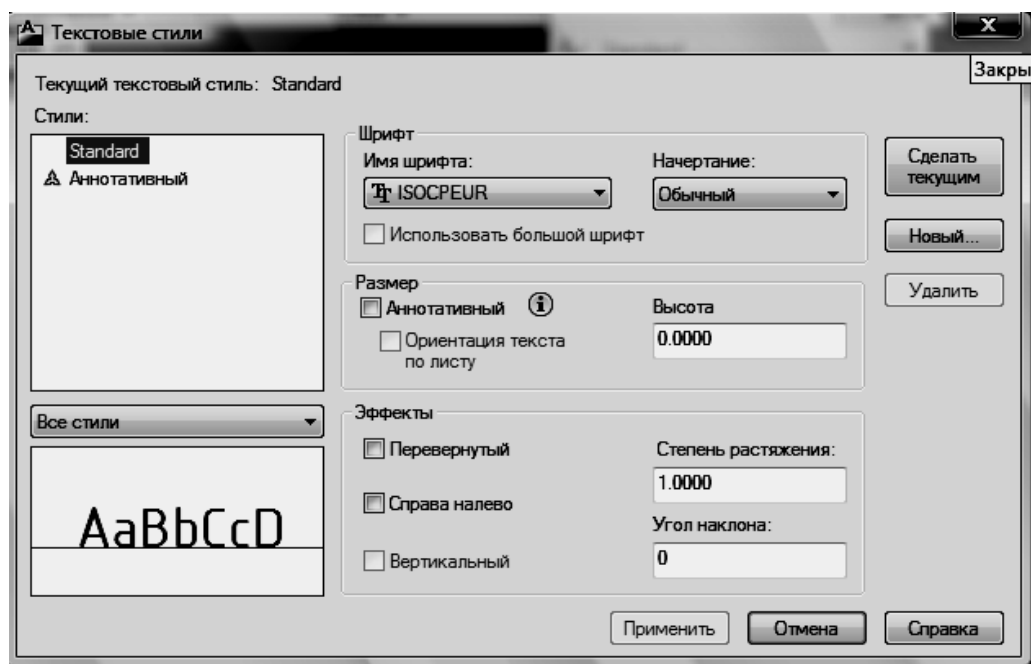 Текстовые стили
Закры
Текущий текстовый стиль: Standard
Стили:
Standard
Аннотативный
Все стили
AaBbCcD
Шрифт
Имя шрифта:
ISOCPEUR
Начертание:
Обычный
Использовать большой шрифт
Размер
Аннотативный
Ориентация текста
по листу
Высота
0.0000
Эффекты
Перевернутый
Справа налево
Вертикальный
Степень растяжения:
1.0000
Угол наклона:
0
Сделать
текущим
Новый...
Удалить
Применить
Отмена
Справка